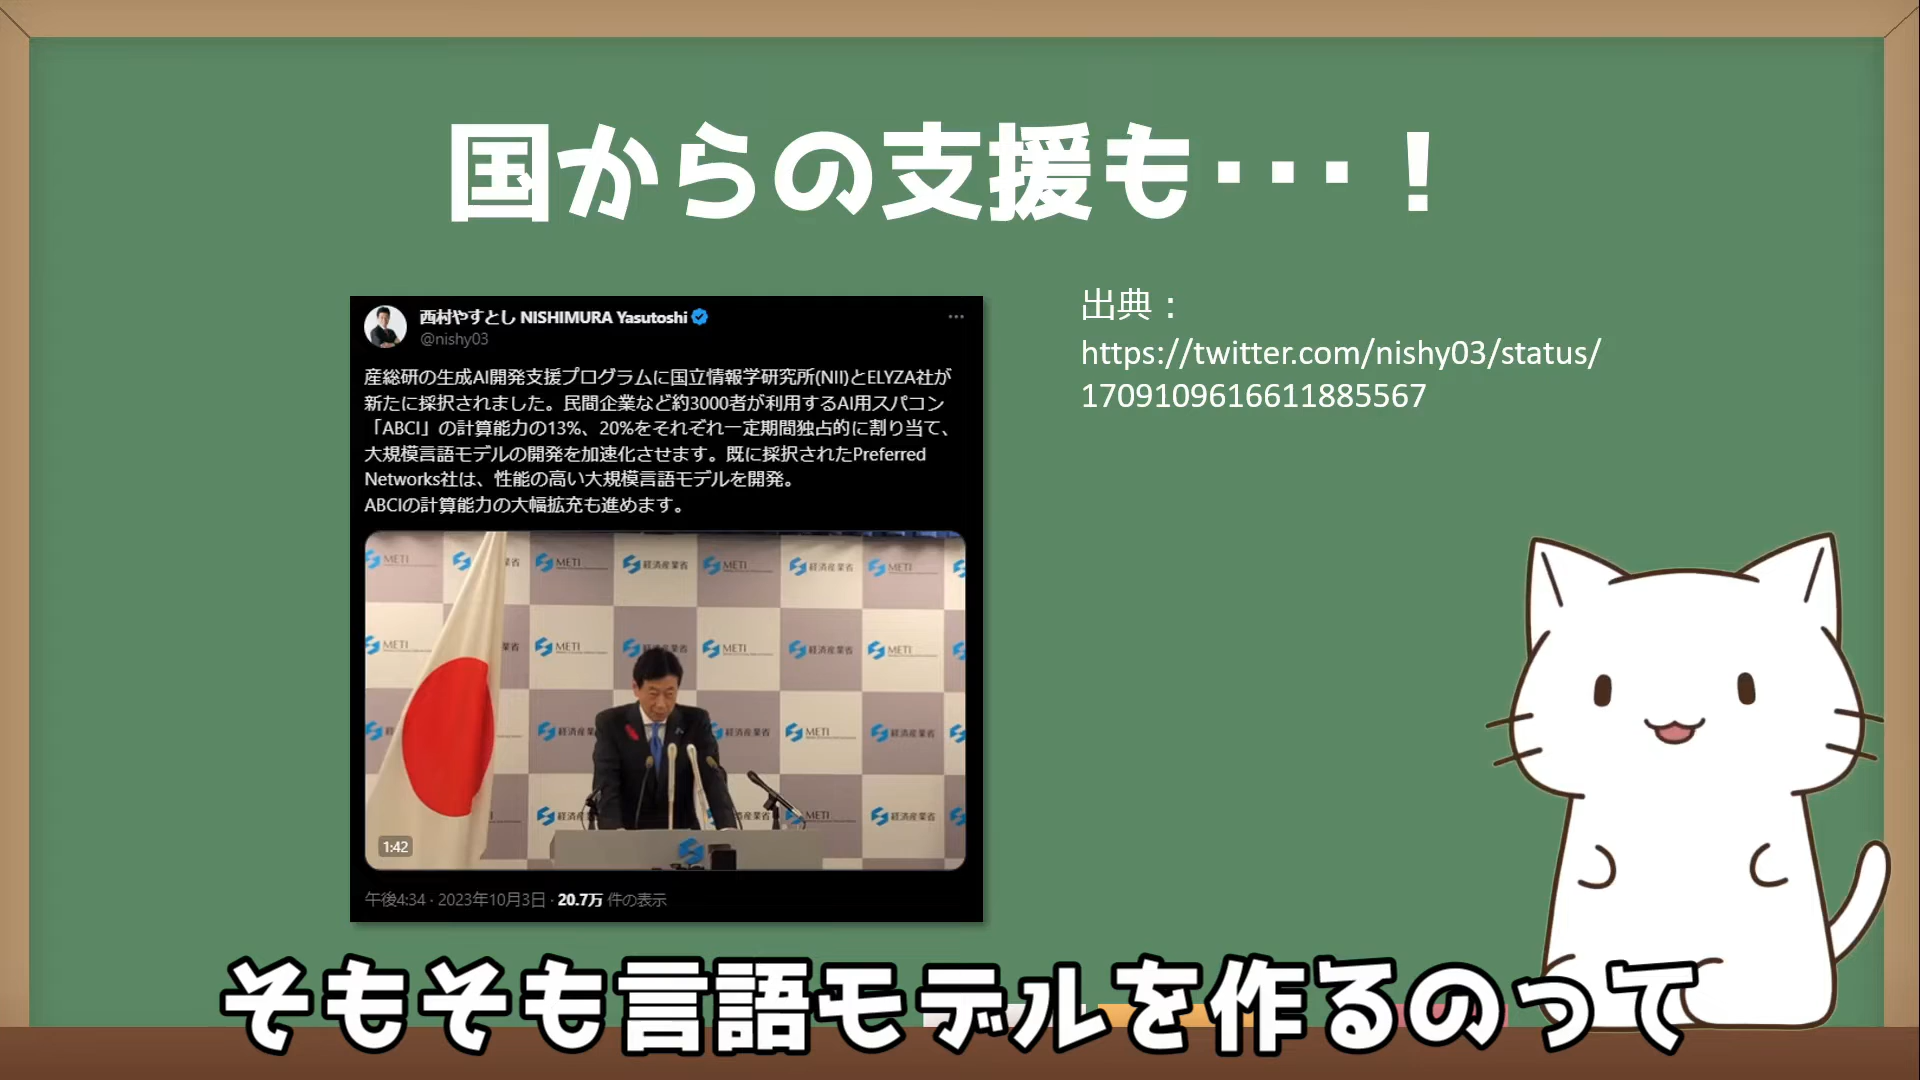 国からの支援も･･･！
西村やすとし NISHIMURA Yasutoshi
@nishy03
産総研の生成AI開発支援プログラムに国立情報学研究所(NII)とELYZA社が
新たに採択されました。民間企業など約3000者が利用するAI用スパコン
「ABCI」の計算能力の13%、20%をそれぞれ一定期間独占的に割り当て、
大規模言語モデルの開発を加速化させます。既に採択されたPreferred
Networks社は、性能の高い大規模言語モデルを開発。
ABCIの計算能力の大幅拡充も進めます。
METI
経済産業省
1:42
午後4:34 · 2023年10月3日 · 20.7万 件の表示
出典：
https://twitter.com/nishy03/status/
1709109616611885567
そもそも言語モデルを作るのって